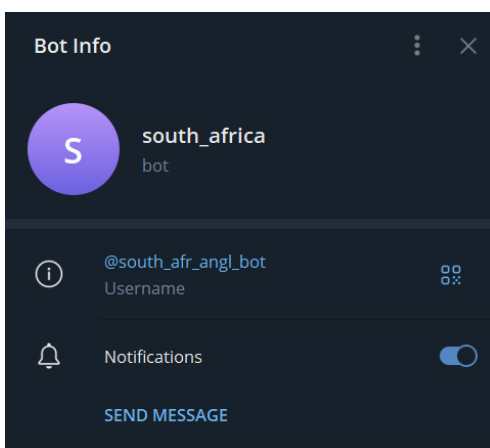 Bot Info
S
south_africa
bot
@south_afr_angl_bot
Username
Notifications
SEND MESSAGE